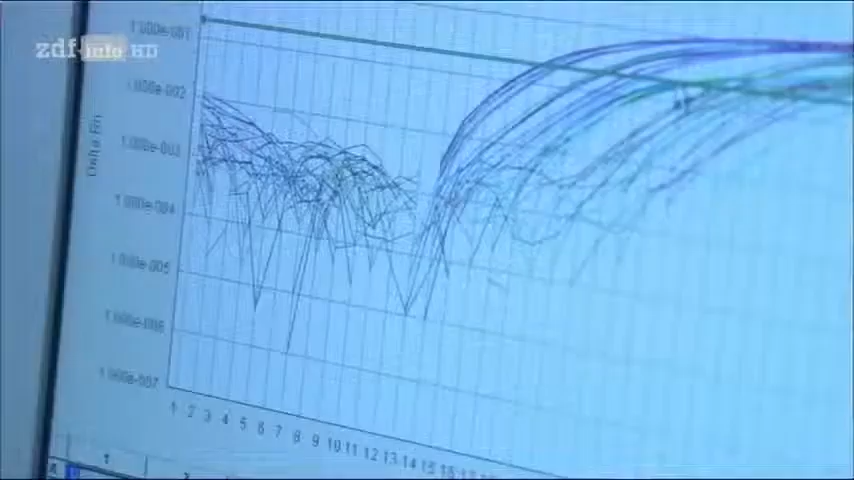 zdf info HD
1.000e-001
1.000e-002
1.000e-003
1.000e-004
1.000e-005
1.000e-006
1.000e-007
Delta Rn
1 2 3 4 5 6 7 8 9 10 11 12 13 14 15 16 17
1